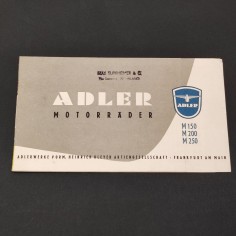 ADLER
MOTORRÄDER
ADLER
M 150
M 200
M 250
ADLERWERKE VORM. HEINRICH KLEYER AKTIENGESELLSCHAFT · FRANKFURT AM MAIN